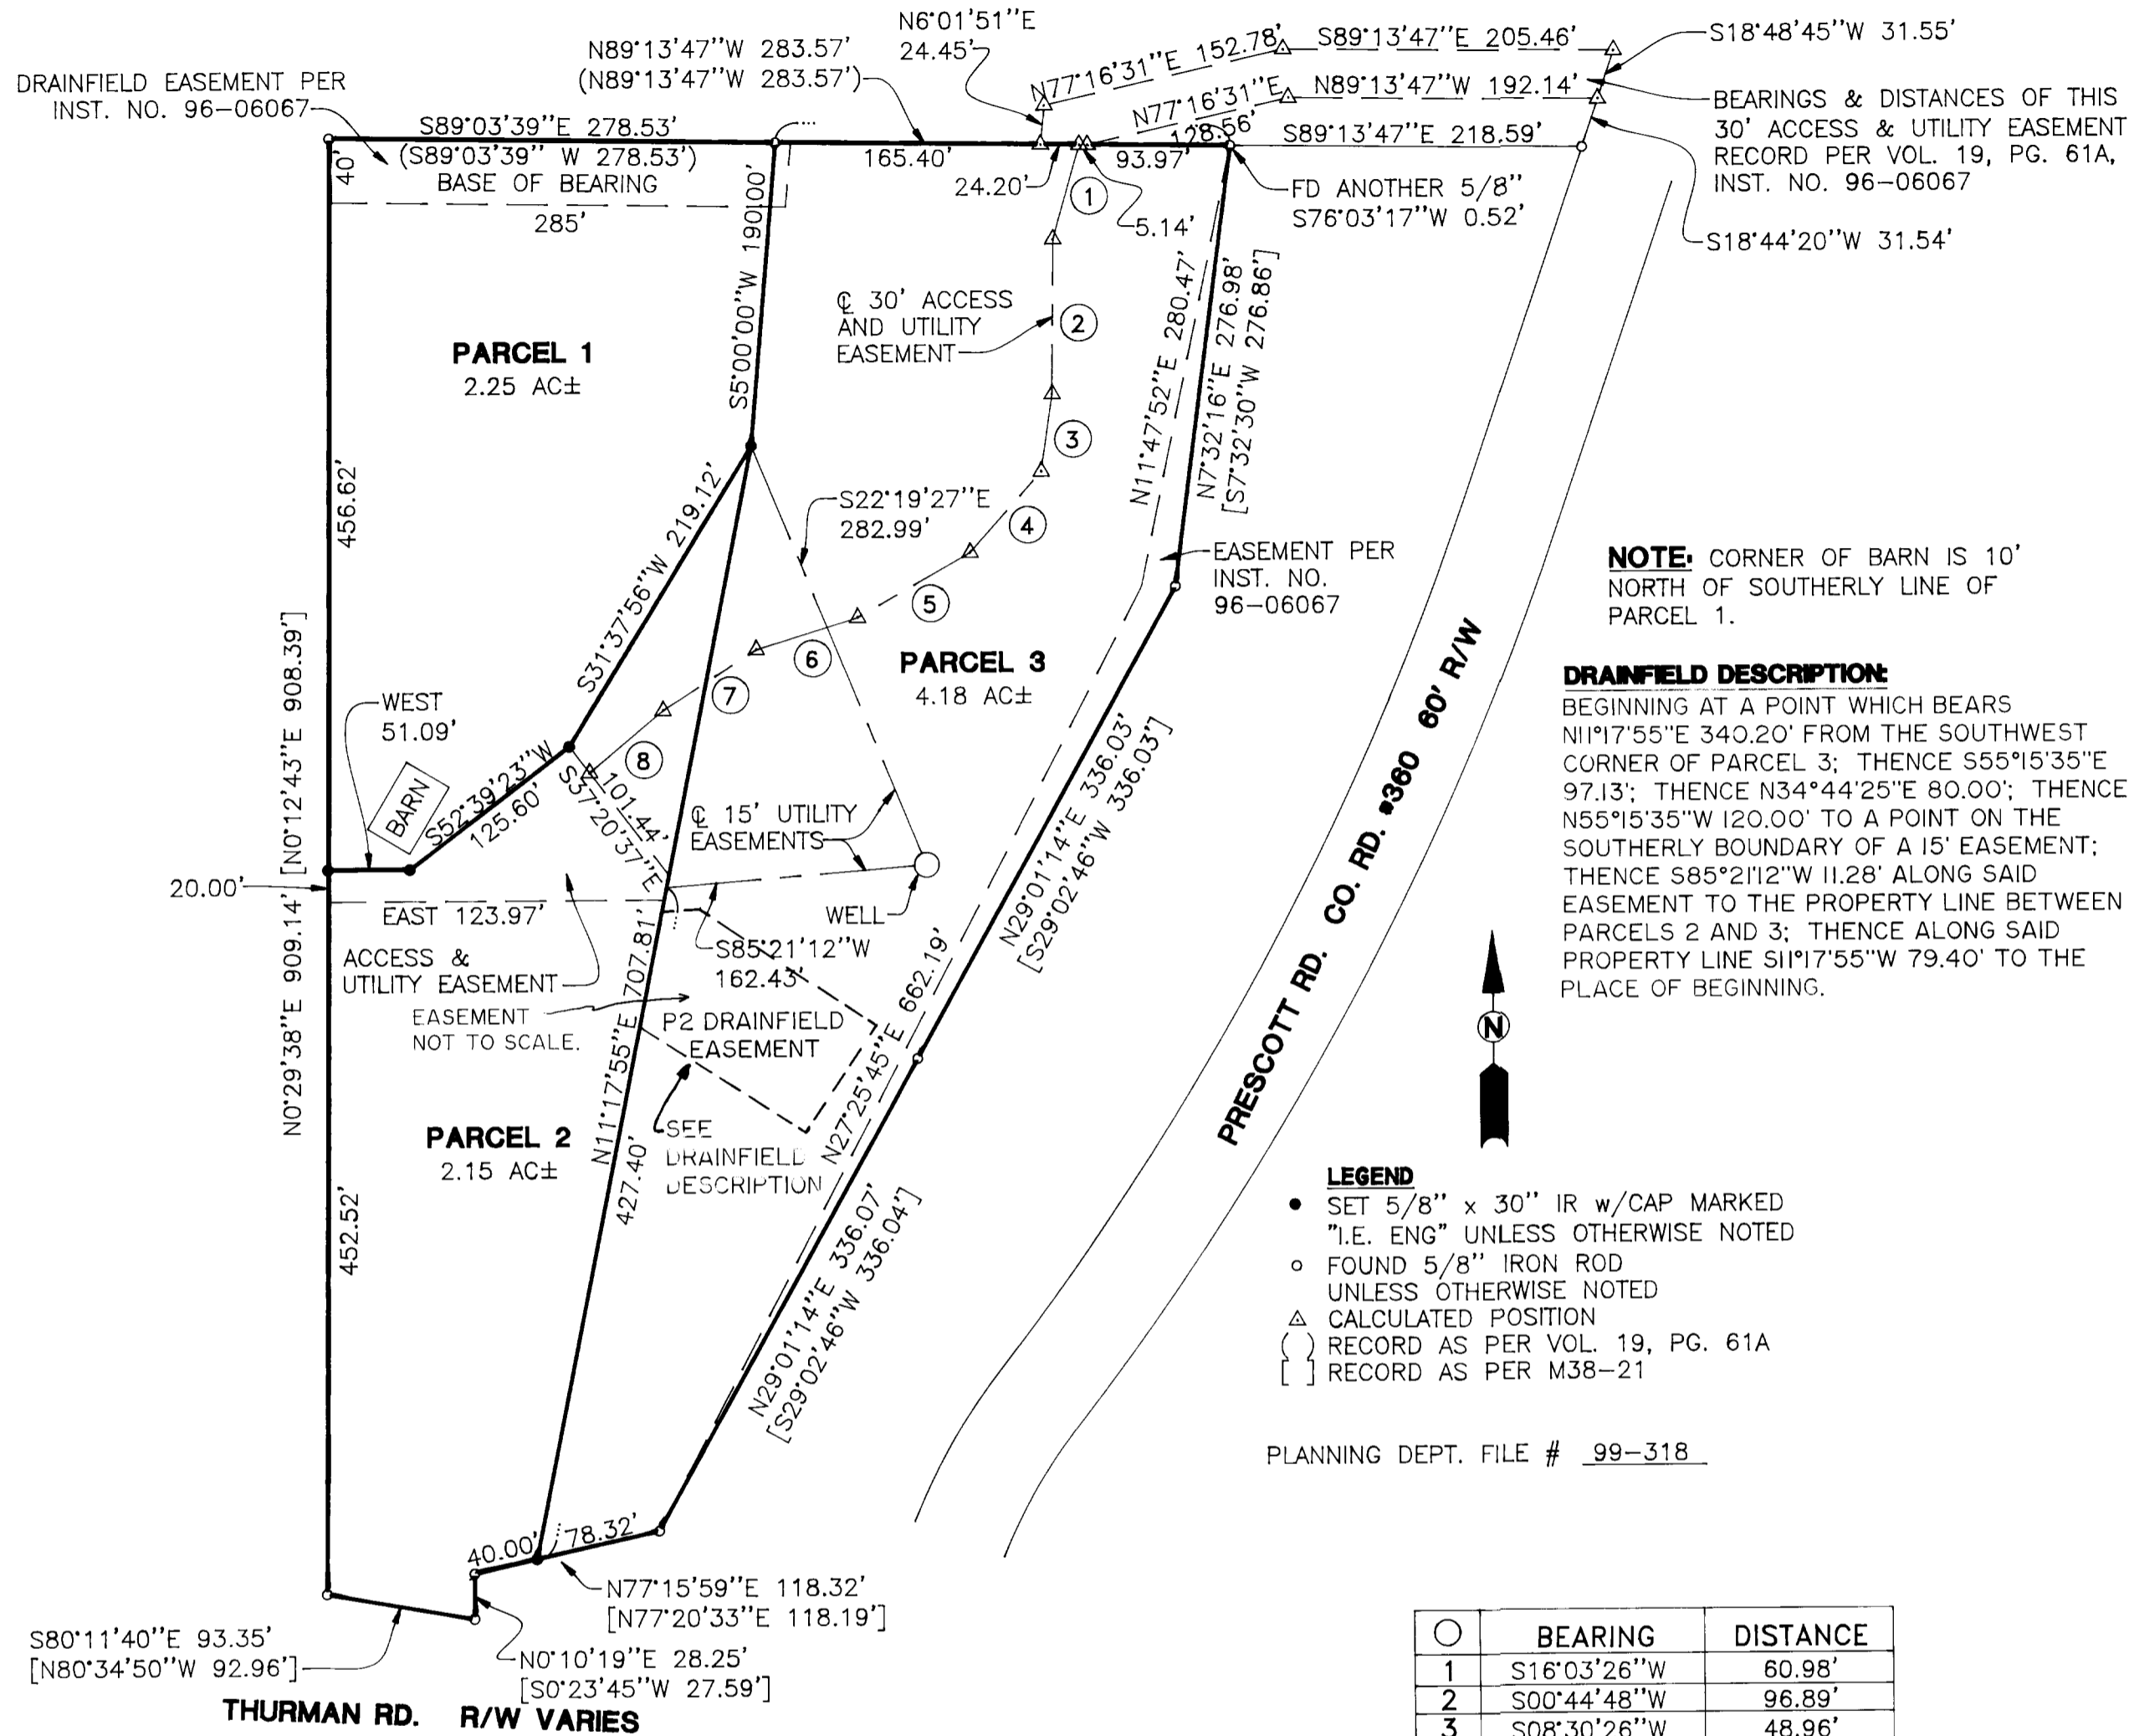 N6°01'51''E
24.45'
N89°13'47''W 283.57'
(N89°13'47''W 283.57')
DRAINFIELD EASEMENT PER
INST. NO. 96-06067
N77°16'31''E 152.78'
S89°13'47''E 205.46'
S18°48'45''W 31.55'
N77°16'31''E
128.56'
N89°13'47''W 192.14'
BEARINGS & DISTANCES OF THIS
30' ACCESS & UTILITY EASEMENT
RECORD PER VOL. 19, PG. 61A,
INST. NO. 96-06067
S89°03'39''E 278.53'
(S89°03'39'' W 278.53')
BASE OF BEARING
40'
285'
165.40'
24.20'
93.97'
5.14'
S89°13'47''E 218.59'
FD ANOTHER 5/8''
S76°03'17''W 0.52'
S18°44'20''W 31.54'
1
S5°00'00''W 190.00'
℄ 30' ACCESS
AND UTILITY
EASEMENT
2
N11°47'52''E 280.47'
N7°32'16''E 276.98'
[S7°32'30''W 276.86']
PARCEL 1
2.25 AC±
3
456.62'
S31°37'56''W 219.12'
S22°19'27''E
282.99'
4
EASEMENT PER
INST. NO.
96-06067
NOTE: CORNER OF BARN IS 10'
NORTH OF SOUTHERLY LINE OF
PARCEL 1.
5
6
PARCEL 3
4.18 AC±
7
8
WEST
51.09'
BARN
S52°39'23''W
125.60'
101.44'
S37°20'37''E
℄ 15' UTILITY
EASEMENTS
WELL
20.00'
EAST 123.97'
S85°21'12''W
162.43'
ACCESS &
UTILITY EASEMENT
EASEMENT
NOT TO SCALE.
P2 DRAINFIELD
EASEMENT
N0°29'38''E 909.14' [N0°12'43''E 908.39']
N11°17'55''E 707.81'
427.40'
N29°01'14''E 336.03'
[S29°02'46''W 336.03']
N27°25'45''E 662.19'
SEE
DRAINFIELD
DESCRIPTION
PARCEL 2
2.15 AC±
452.52'
N29°01'14''E 336.07'
[S29°02'46''W 336.04']
PRESCOTT RD. CO. RD. #360 60' R/W
DRAINFIELD DESCRIPTION:
BEGINNING AT A POINT WHICH BEARS
N11°17'55"E 340.20' FROM THE SOUTHWEST
CORNER OF PARCEL 3; THENCE S55°15'35"E
97.13'; THENCE N34°44'25"E 80.00'; THENCE
N55°15'35"W 120.00' TO A POINT ON THE
SOUTHERLY BOUNDARY OF A 15' EASEMENT;
THENCE S85°21'12"W 11.28' ALONG SAID
EASEMENT TO THE PROPERTY LINE BETWEEN
PARCELS 2 AND 3; THENCE ALONG SAID
PROPERTY LINE S11°17'55"W 79.40' TO THE
PLACE OF BEGINNING.
N
LEGEND
SET 5/8'' x 30'' IR w/CAP MARKED
"I.E. ENG" UNLESS OTHERWISE NOTED
FOUND 5/8'' IRON ROD
UNLESS OTHERWISE NOTED
CALCULATED POSITION
( ) RECORD AS PER VOL. 19, PG. 61A
[ ] RECORD AS PER M38-21
PLANNING DEPT. FILE # 99-318
40.00'
78.32'
N77°15'59''E 118.32'
[N77°20'33''E 118.19']
S80°11'40''E 93.35'
[N80°34'50''W 92.96']
N0°10'19''E 28.25'
[S0°23'45''W 27.59']
THURMAN RD. R/W VARIES
BEARING DISTANCE
1 S16°03'26''W 60.98'
2 S00°44'48''W 96.89'
3 S08°30'26''W 48.96'